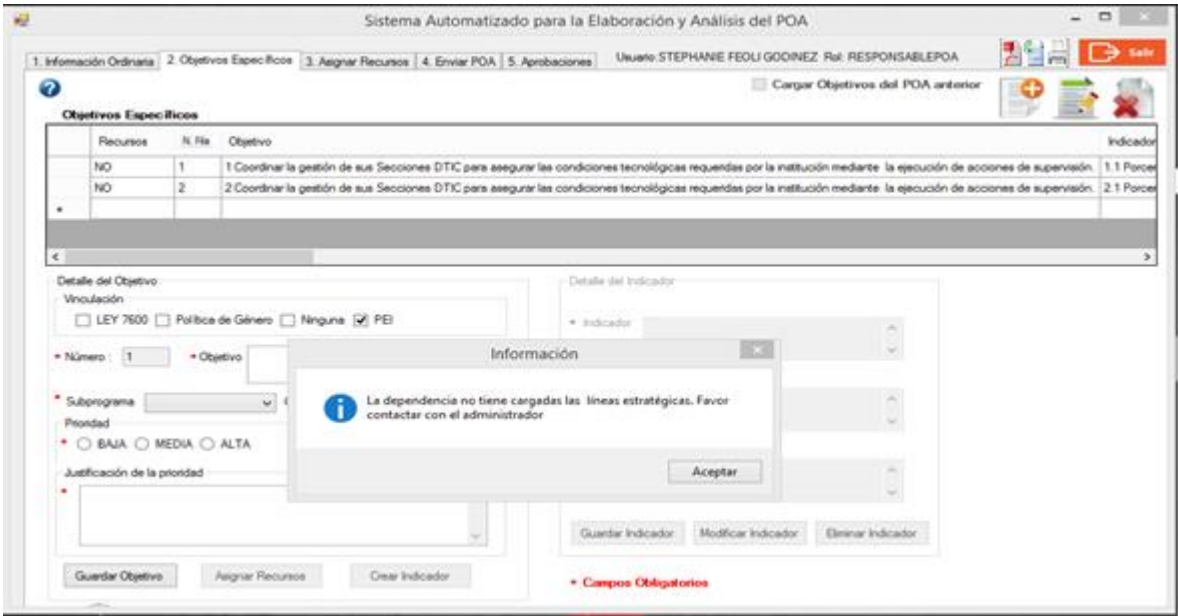 Sistema Automatizado para la Elaboración y Análisis del POA
1. Información Ordinaria 2. Objetivos Específicos 3. Asignar Recursos 4. Enviar POA 5. Aprobaciones Usuario: STEPHANIE FEOLI GODINEZ Rol: RESPONSABLEPOA Salir
Cargar Objetivos del POA anterior
Objetivos Específicos
Recursos N. Fila Objetivo Indicador
NO 1 1 Coordinar la gestión de sus Secciones DTIC para asegurar las condiciones tecnológicas requeridas por la institución mediante la ejecución de acciones de supervisión. 1.1 Porcen
NO 2 2 Coordinar la gestión de sus Secciones DTIC para asegurar las condiciones tecnológicas requeridas por la institución mediante la ejecución de acciones de supervisión. 2.1 Porcen
*
Detalle del Objetivo
Vinculación
LEY 7600 Política de Género Ninguna PEI
* Número : 1 * Objetivo
* Subprograma
Prioridad
* BAJA MEDIA ALTA
Justificación de la prioridad
*
Guardar Objetivo Asignar Recursos Crear Indicador
Detalle del Indicador
* Indicador
Información
La dependencia no tiene cargadas las líneas estratégicas. Favor
contactar con el administrador
Aceptar
Guardar Indicador Modificar Indicador Eliminar Indicador
* Campos Obligatorios